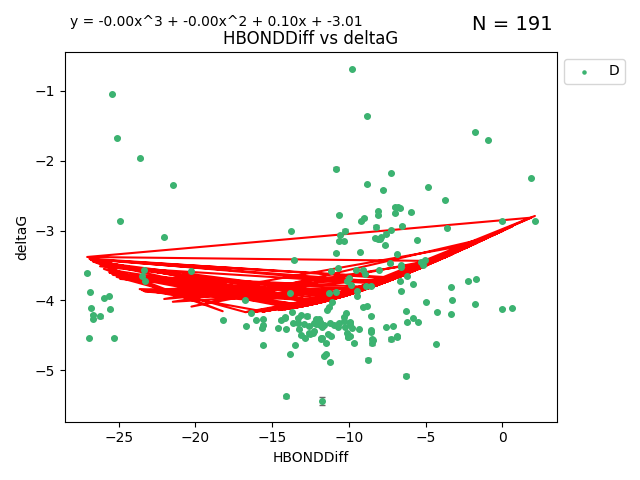 y = -0.00x^3 + -0.00x^2 + 0.10x + -3.01
N = 191
HBONDDiff vs deltaG
D
−1
−2
−3
−4
−5
deltaG
−25
−20
−15
−10
−5
0
HBONDDiff